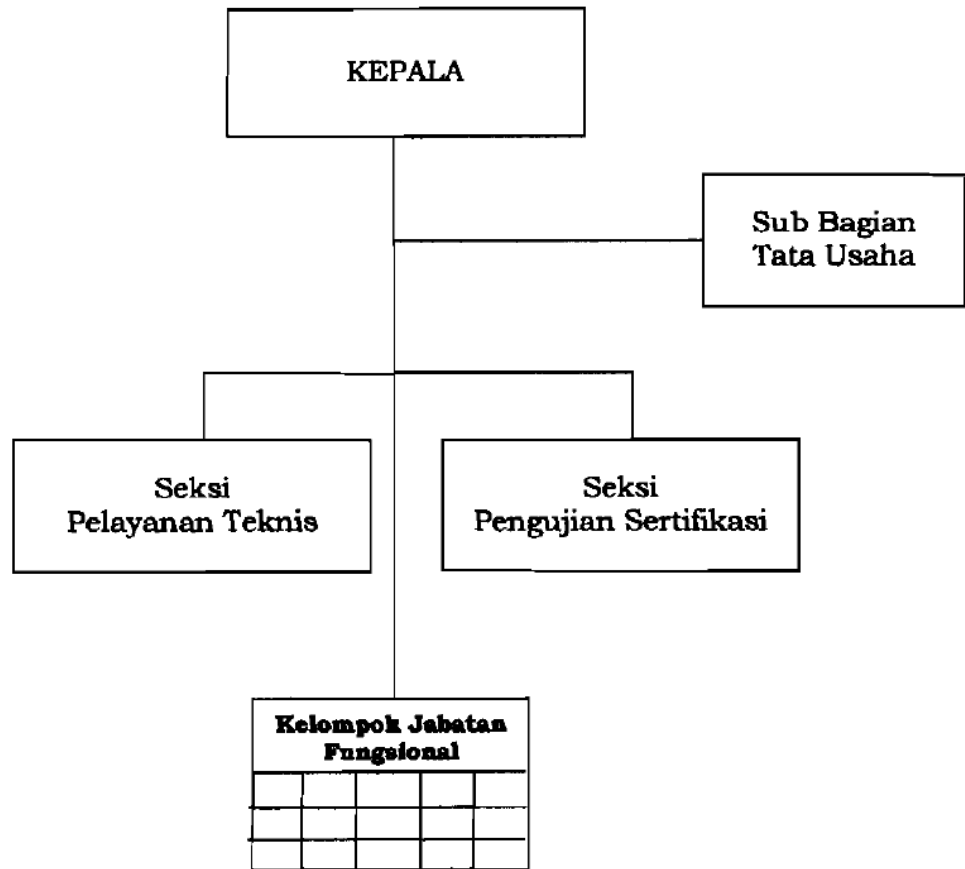 KEPALA
Sub Bagian
Tata Usaha
Seksi
Pelayanan Teknis
Seksi
Pengujian Sertifikasi
Kelompok Jabatan
Fungsional